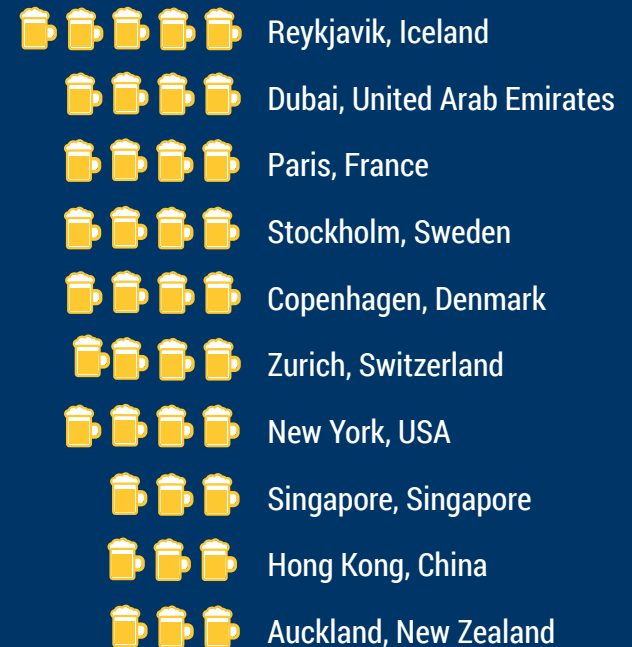 Reykjavik, Iceland
Dubai, United Arab Emirates
Paris, France
Stockholm, Sweden
Copenhagen, Denmark
Zurich, Switzerland
New York, USA
Singapore, Singapore
Hong Kong, China
Auckland, New Zealand